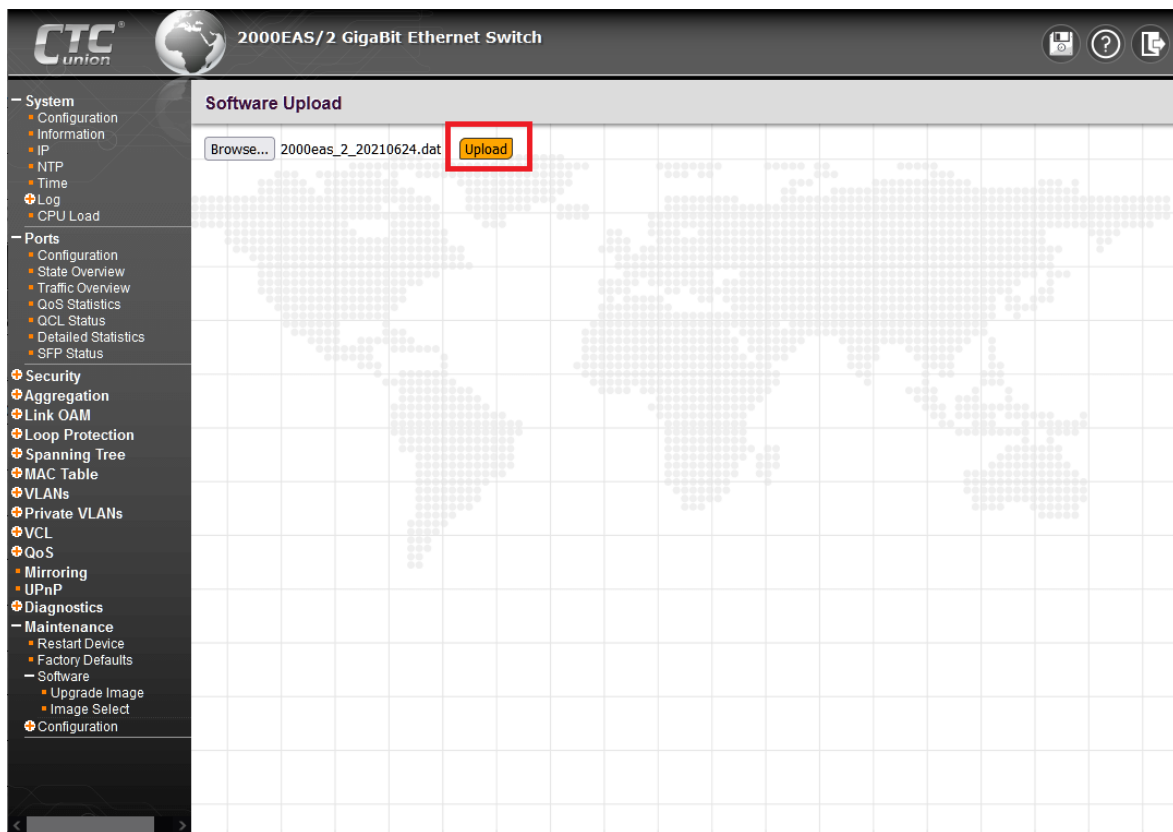 CTC®
union
2000EAS/2 GigaBit Ethernet Switch
System
Configuration
Information
IP
NTP
Time
Log
CPU Load
Ports
Configuration
State Overview
Traffic Overview
QoS Statistics
QCL Status
Detailed Statistics
SFP Status
Security
Aggregation
Link OAM
Loop Protection
Spanning Tree
MAC Table
VLANs
Private VLANs
VCL
QoS
Mirroring
UPnP
Diagnostics
Maintenance
Restart Device
Factory Defaults
Software
Upgrade Image
Image Select
Configuration
Software Upload
Browse... 2000eas_2_20210624.dat Upload